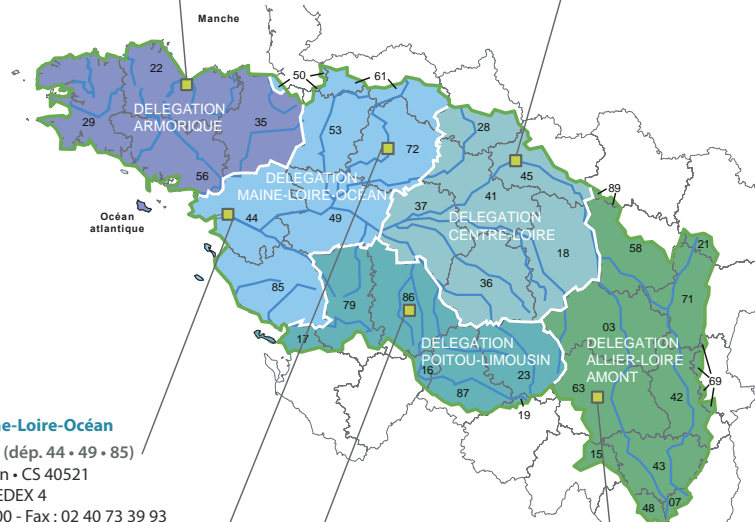 Manche
50
61
22
DELEGATION
ARMORIQUE
29
35
56
53
72
28
45
DELEGATION
MAINE-LOIRE-OCEAN
Océan
atlantique
44
49
37
41
89
DELEGATION
CENTRE-LOIRE
18
58
21
85
79
86
36
71
17
03
DELEGATION
POITOU-LIMOUSIN
DELEGATION
ALLIER-LOIRE
AMONT
16
23
87
19
63
42
69
15
43
48
07
ne-Loire-Océan
(dép. 44 • 49 • 85)
n • CS 40521
EDEX 4
00 - Fax : 02 40 73 39 93